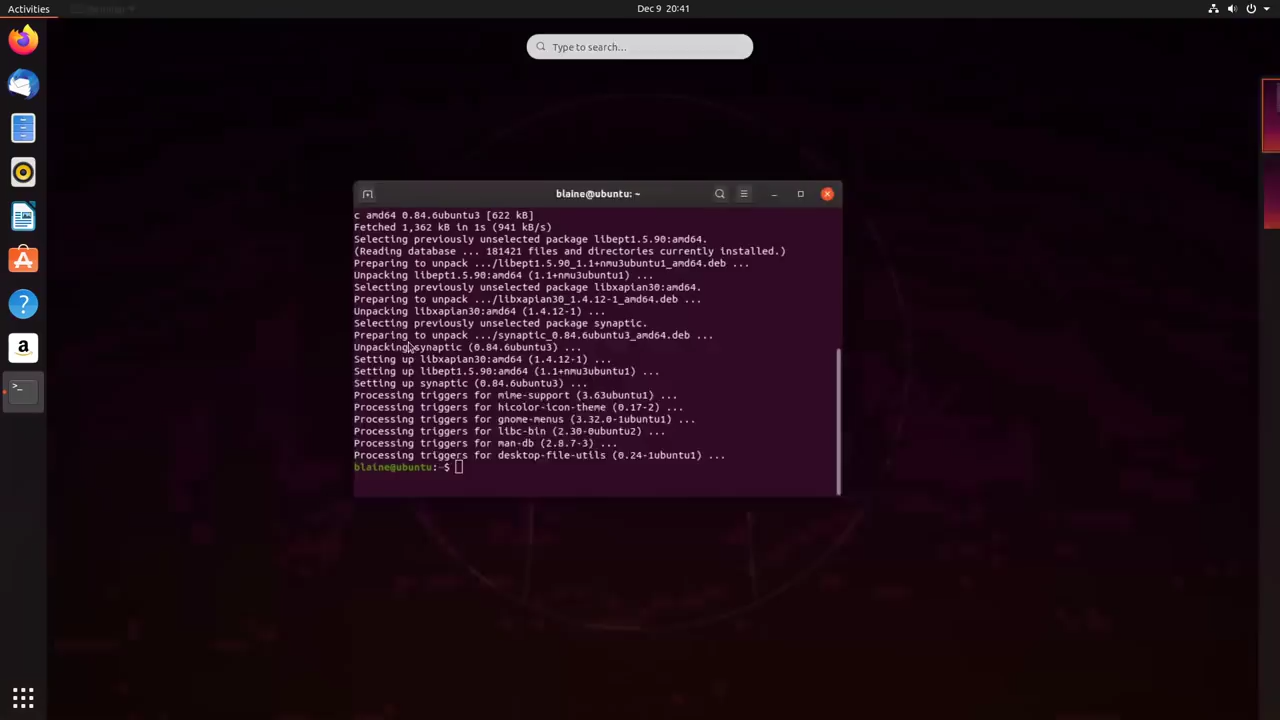 Activities
Dec 9 20:41
Type to search...
blaine@ubuntu: ~
c amd64 0.84.6ubuntu3 [622 kB]
Fetched 1,362 kB in 1s (941 kB/s)
Selecting previously unselected package libept1.5.90:amd64.
(Reading database ... 181421 files and directories currently installed.)
Preparing to unpack .../libept1.5.90_1.1+nmu3ubuntu1_amd64.deb ...
Unpacking libept1.5.90:amd64 (1.1+nmu3ubuntu1) ...
Selecting previously unselected package libxapian30:amd64.
Preparing to unpack .../libxapian30_1.4.12-1_amd64.deb ...
Unpacking libxapian30:amd64 (1.4.12-1) ...
Selecting previously unselected package synaptic.
Preparing to unpack .../synaptic_0.84.6ubuntu3_amd64.deb ...
Unpacking synaptic (0.84.6ubuntu3) ...
Setting up libxapian30:amd64 (1.4.12-1) ...
Setting up libept1.5.90:amd64 (1.1+nmu3ubuntu1) ...
Setting up synaptic (0.84.6ubuntu3) ...
Processing triggers for mime-support (3.63ubuntu1) ...
Processing triggers for hicolor-icon-theme (0.17-2) ...
Processing triggers for gnome-menus (3.32.0-1ubuntu1) ...
Processing triggers for libc-bin (2.30-0ubuntu2) ...
Processing triggers for man-db (2.8.7-3) ...
Processing triggers for desktop-file-utils (0.24-1ubuntu1) ...
blaine@ubuntu:~$